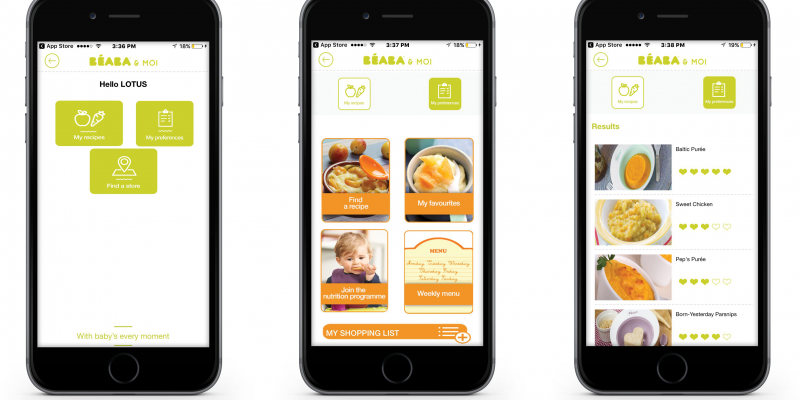 App Store 3:36 PM 18%
BÉABA & MOI
Hello LOTUS
My recipes
My preferences
Find a store
With baby's every moment
App Store 3:37 PM 18%
BÉABA & MOI
My recipes
My preferences
Find
a recipe
My favourites
Join the
nutrition programme
MENU
Monday Tuesday Wednesday
Thursday Friday
Saturday Sunday
Weekly menu
MY SHOPPING LIST
App Store 3:38 PM 19%
BÉABA & MOI
My recipes
My preferences
Results
Baltic Purée
Sweet Chicken
Pep's Purée
Born-Yesterday Parsnips